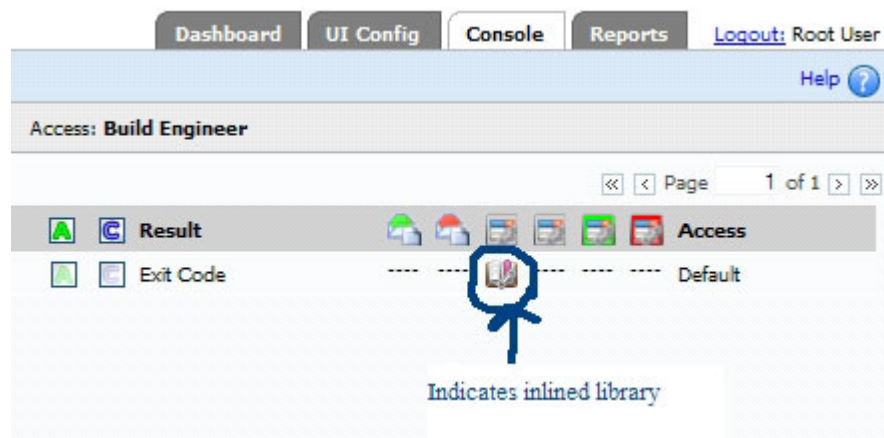 Dashboard UI Config Console Reports Logout: Root User
Help ?
Access: Build Engineer
« < Page 1 of 1 > »
A C Result Access
A C Exit Code ---- ---- ---- ---- ---- Default
Indicates inlined library